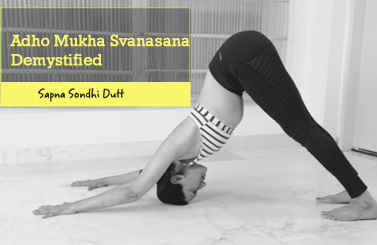 Adho Mukha Svanasana
Demystified
Sapna Sondhi Dutt